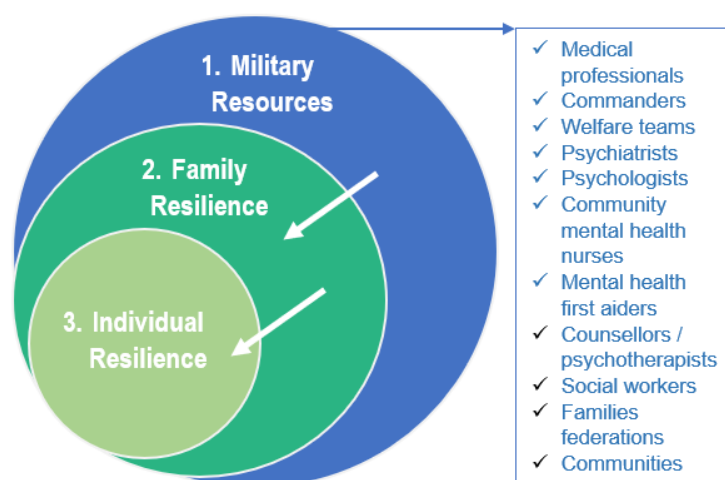 1. Military
Resources
2. Family
Resilience
3. Individual
Resilience
✓ Medical
professionals
✓ Commanders
✓ Welfare teams
✓ Psychiatrists
✓ Psychologists
✓ Community
mental health
nurses
✓ Mental health
first aiders
✓ Counsellors /
psychotherapists
✓ Social workers
✓ Families
federations
✓ Communities